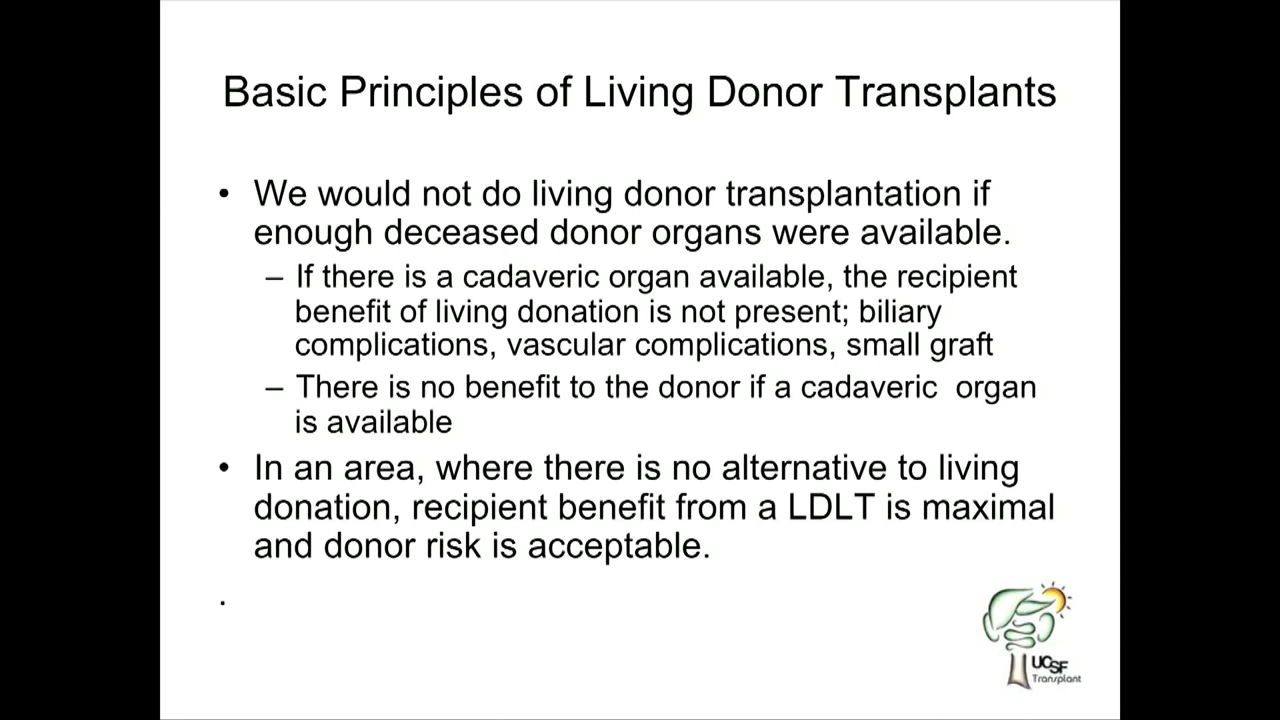 Basic Principles of Living Donor Transplants
• We would not do living donor transplantation if
enough deceased donor organs were available.
– If there is a cadaveric organ available, the recipient
benefit of living donation is not present; biliary
complications, vascular complications, small graft
– There is no benefit to the donor if a cadaveric  organ
is available
• In an area, where there is no alternative to living
donation, recipient benefit from a LDLT is maximal
and donor risk is acceptable.
.
UCSF
Transplant